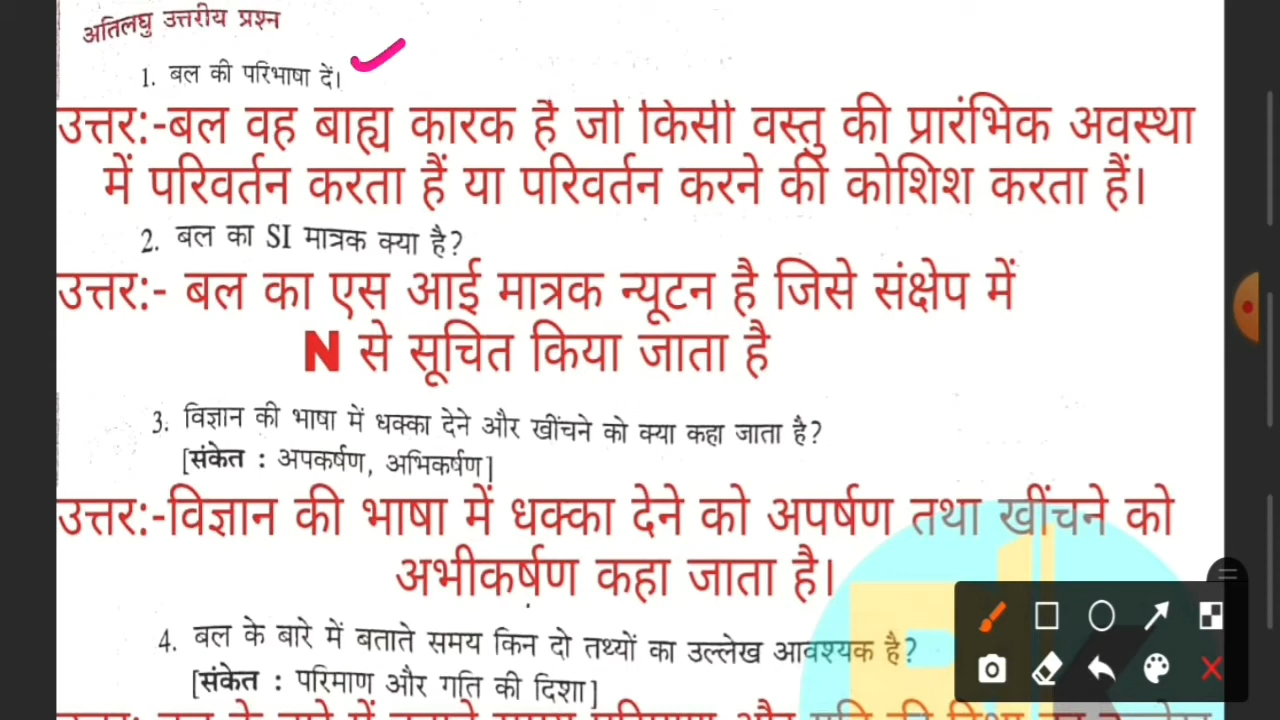 अतिलघु उत्तरीय प्रश्न
1. बल की परिभाषा दें।
उत्तर:-बल वह बाह्य कारक है जो किसी वस्तु की प्रारंभिक अवस्था
में परिवर्तन करता हैं या परिवर्तन करने की कोशिश करता हैं।
2. बल का SI मात्रक क्या है?
उत्तर:- बल का एस आई मात्रक न्यूटन है जिसे संक्षेप में
N से सूचित किया जाता है
3. विज्ञान की भाषा में धक्का देने और खींचने को क्या कहा जाता है?
[संकेत : अपकर्षण, अभिकर्षण]
उत्तर:-विज्ञान की भाषा में धक्का देने को अपर्षण तथा खींचने को
अभीकर्षण कहा जाता है।
4. बल के बारे में बताते समय किन दो तथ्यों का उल्लेख आवश्यक है?
[संकेत : परिमाण और गति की दिशा]